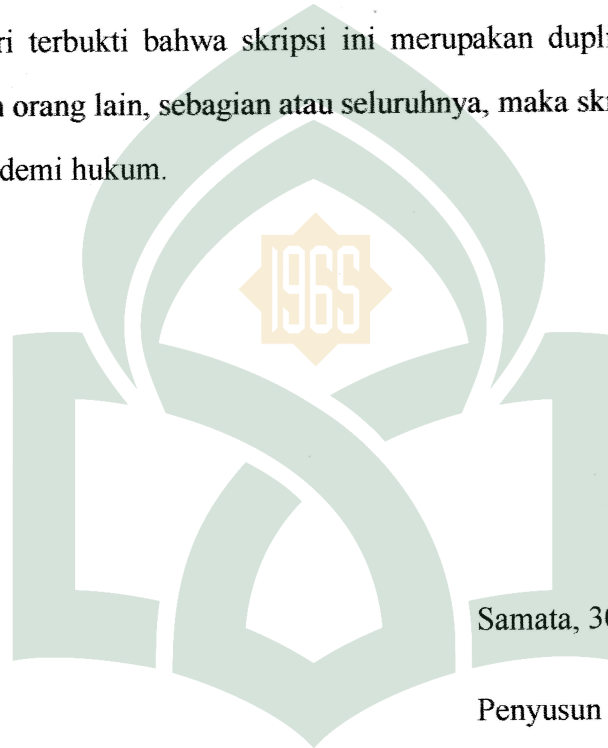 ri terbukti bahwa skripsi ini merupakan dupli
orang lain, sebagian atau seluruhnya, maka sk
demi hukum.
1965
Samata, 3
Penyusun